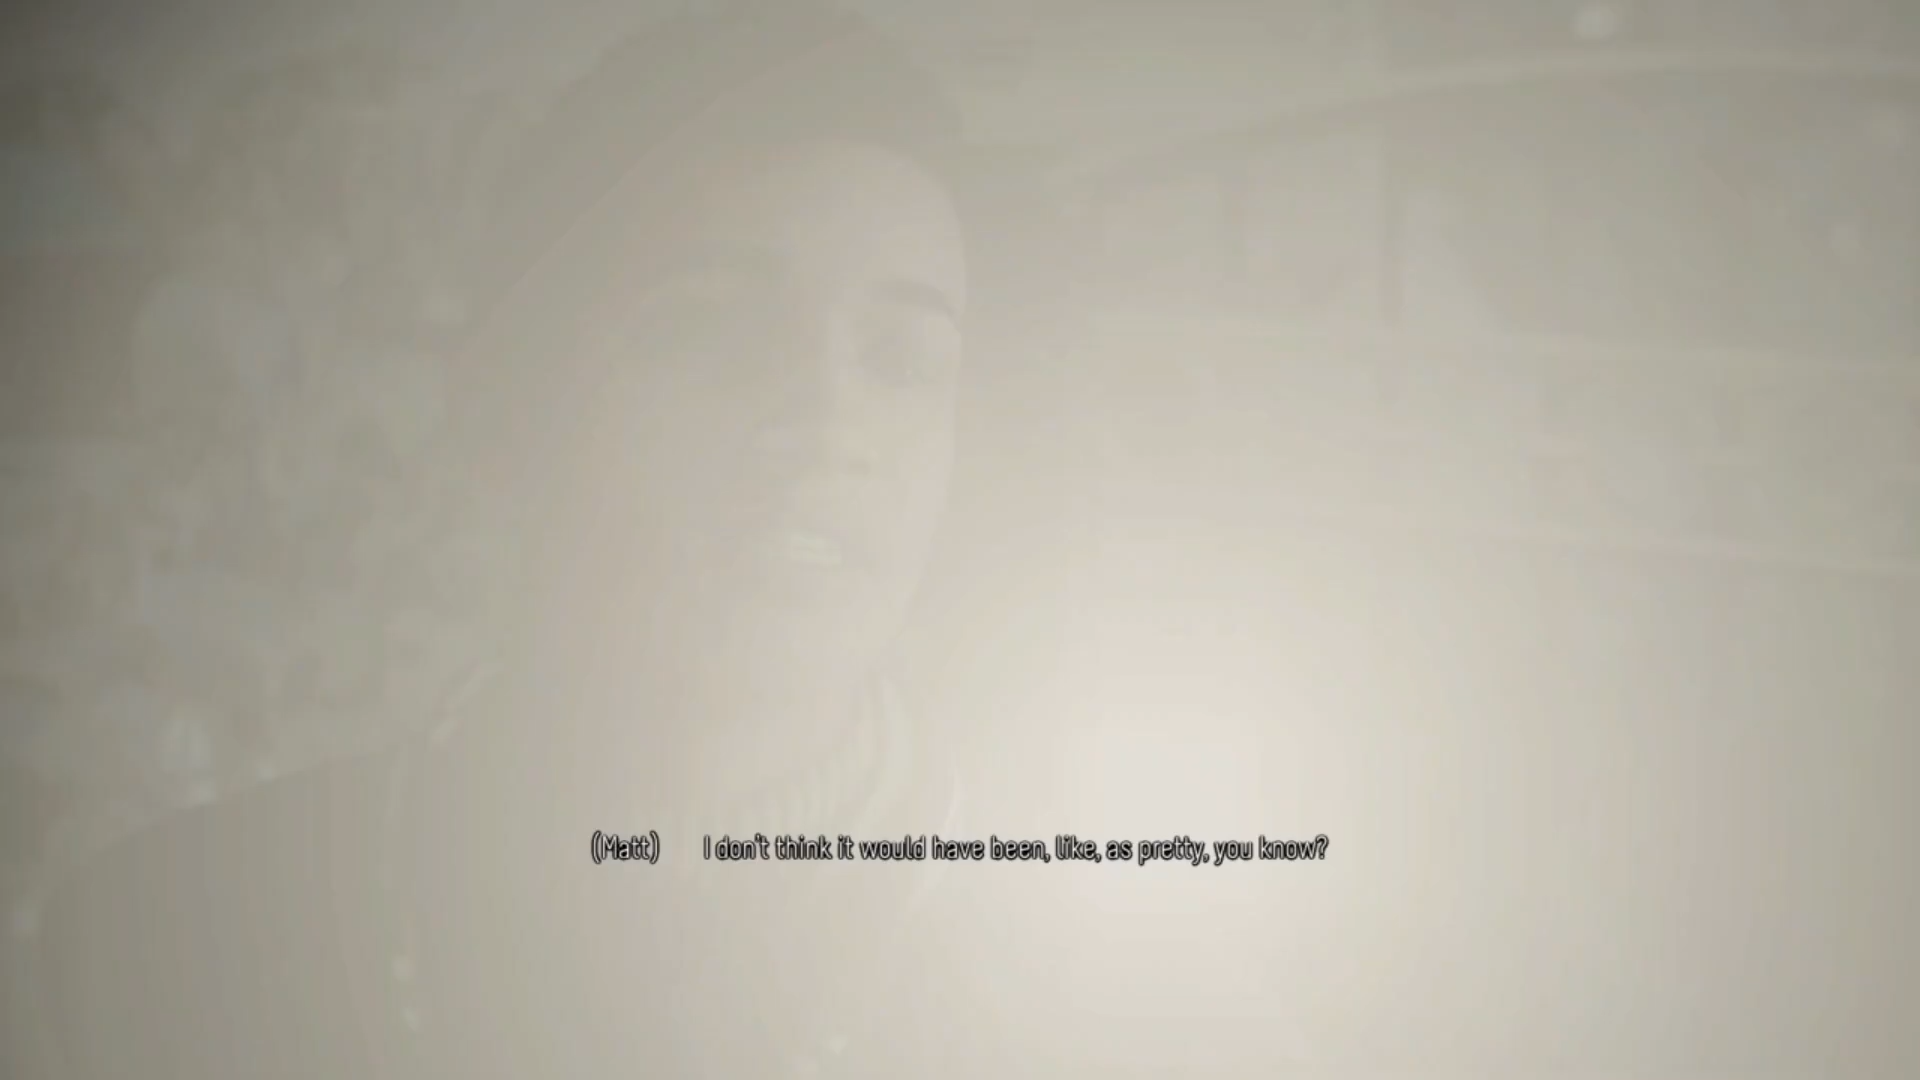 (Matt) I don't think it would have been, like, as pretty, you know?